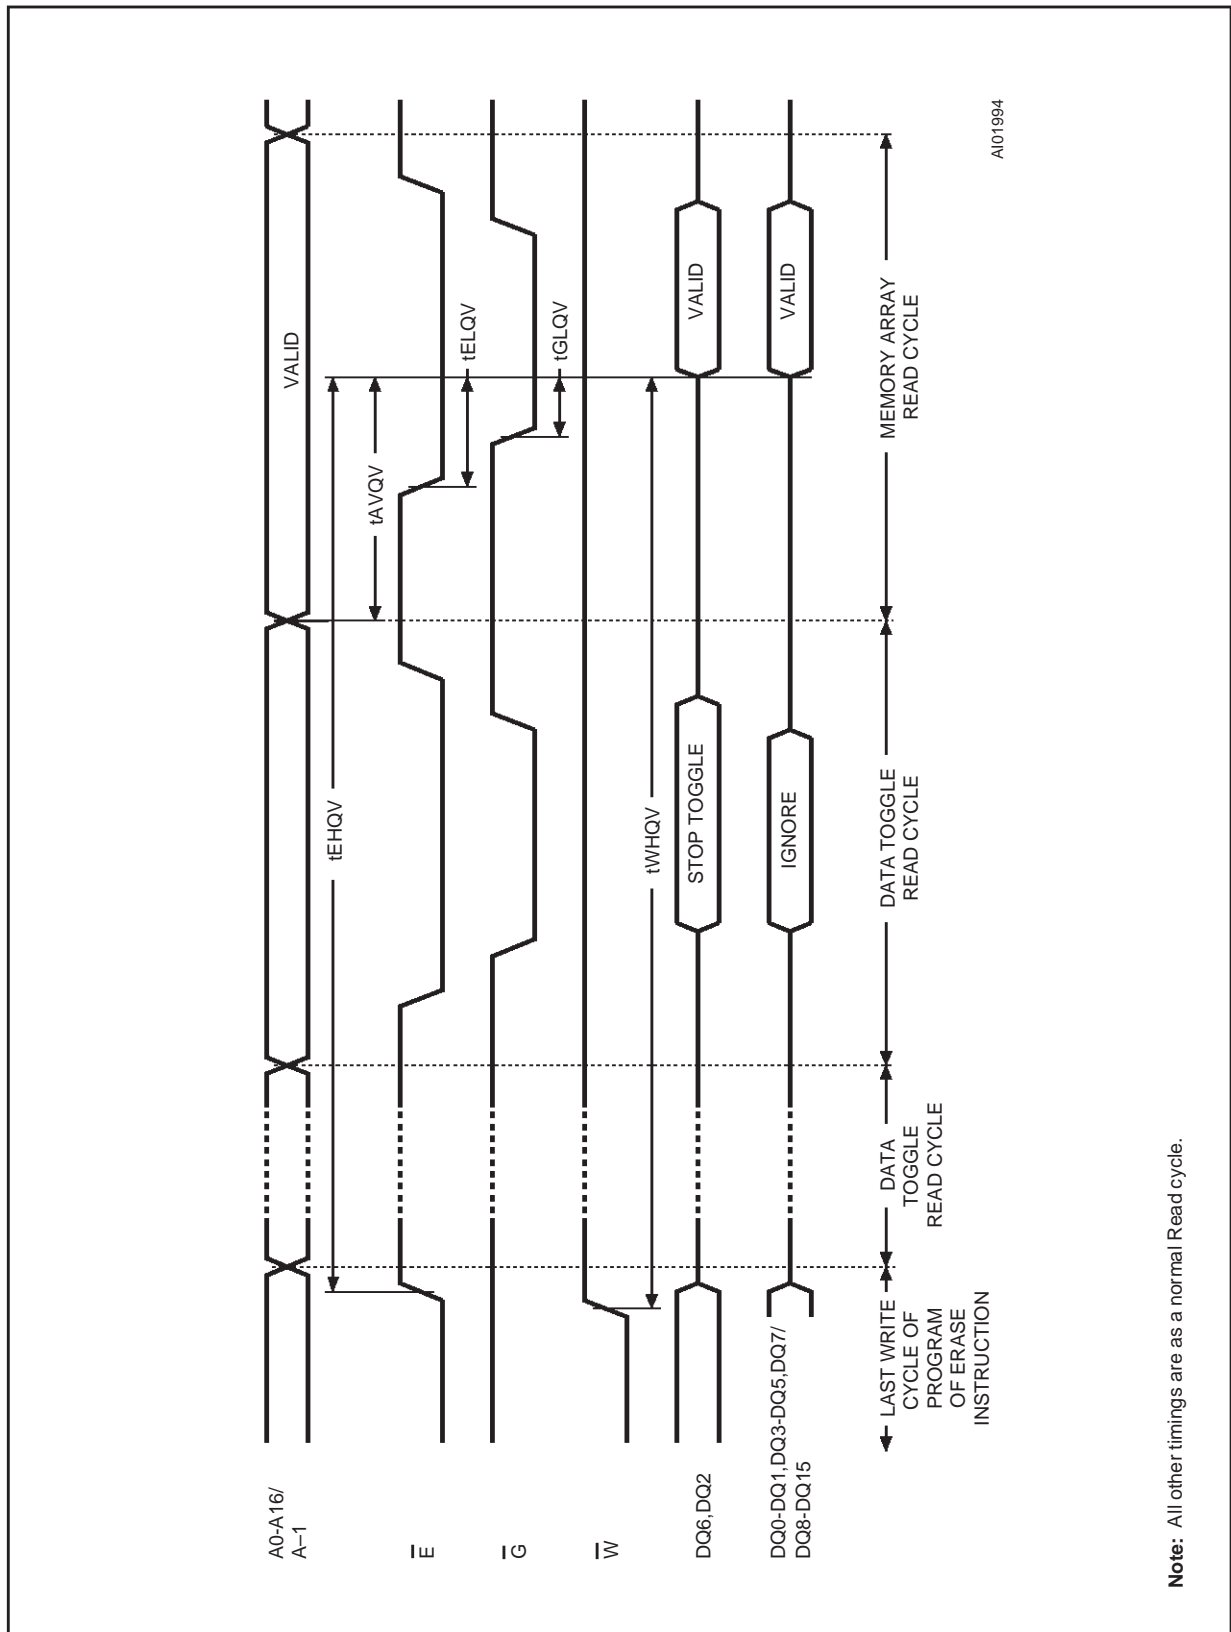 A0-A16/
A–1
VALID
tEHQV
tAVQV
E
tELQV
G
tGLQV
W
tWHQV
DQ6,DQ2
STOP TOGGLE
VALID
DQ0-DQ1,DQ3-DQ5,DQ7/
DQ8-DQ15
IGNORE
VALID
LAST WRITE
CYCLE OF
PROGRAM
OF ERASE
INSTRUCTION
DATA
TOGGLE
READ CYCLE
DATA TOGGLE
READ CYCLE
MEMORY ARRAY
READ CYCLE
AI01994
Note: All other timings are as a normal Read cycle.